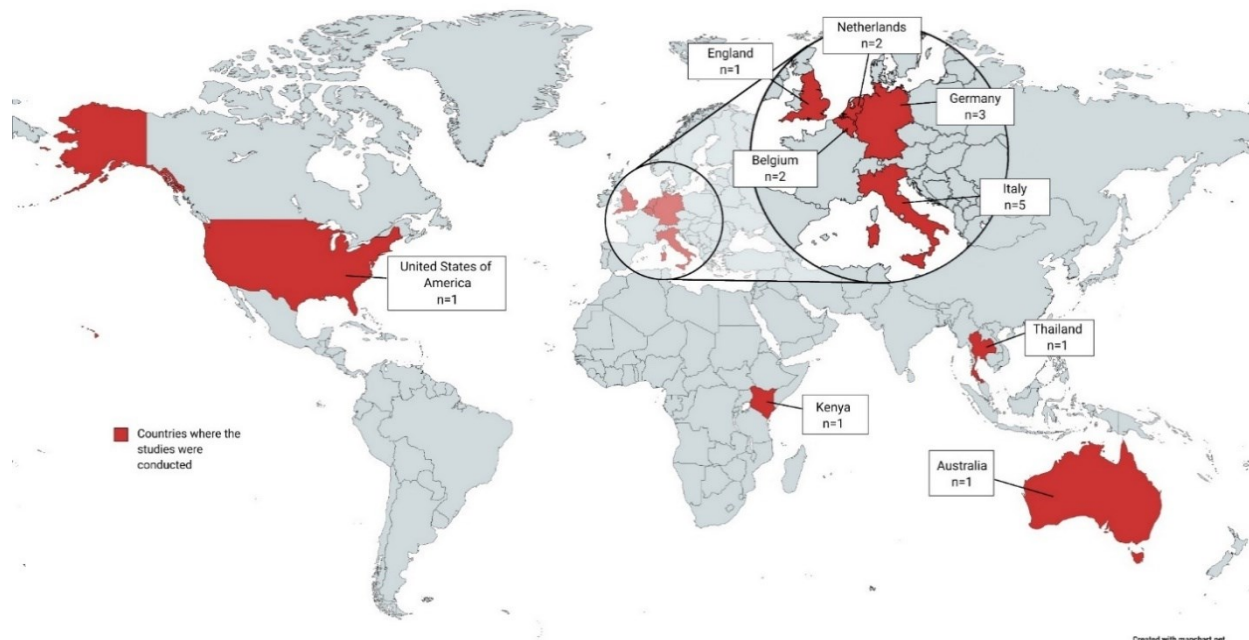 Netherlands
n=2
England
n=1
Germany
n=3
Belgium
n=2
Italy
n=5
United States of
America
n=1
Thailand
n=1
Kenya
n=1
Countries where the
studies were
conducted
Australia
n=1
Created with mapchart.net